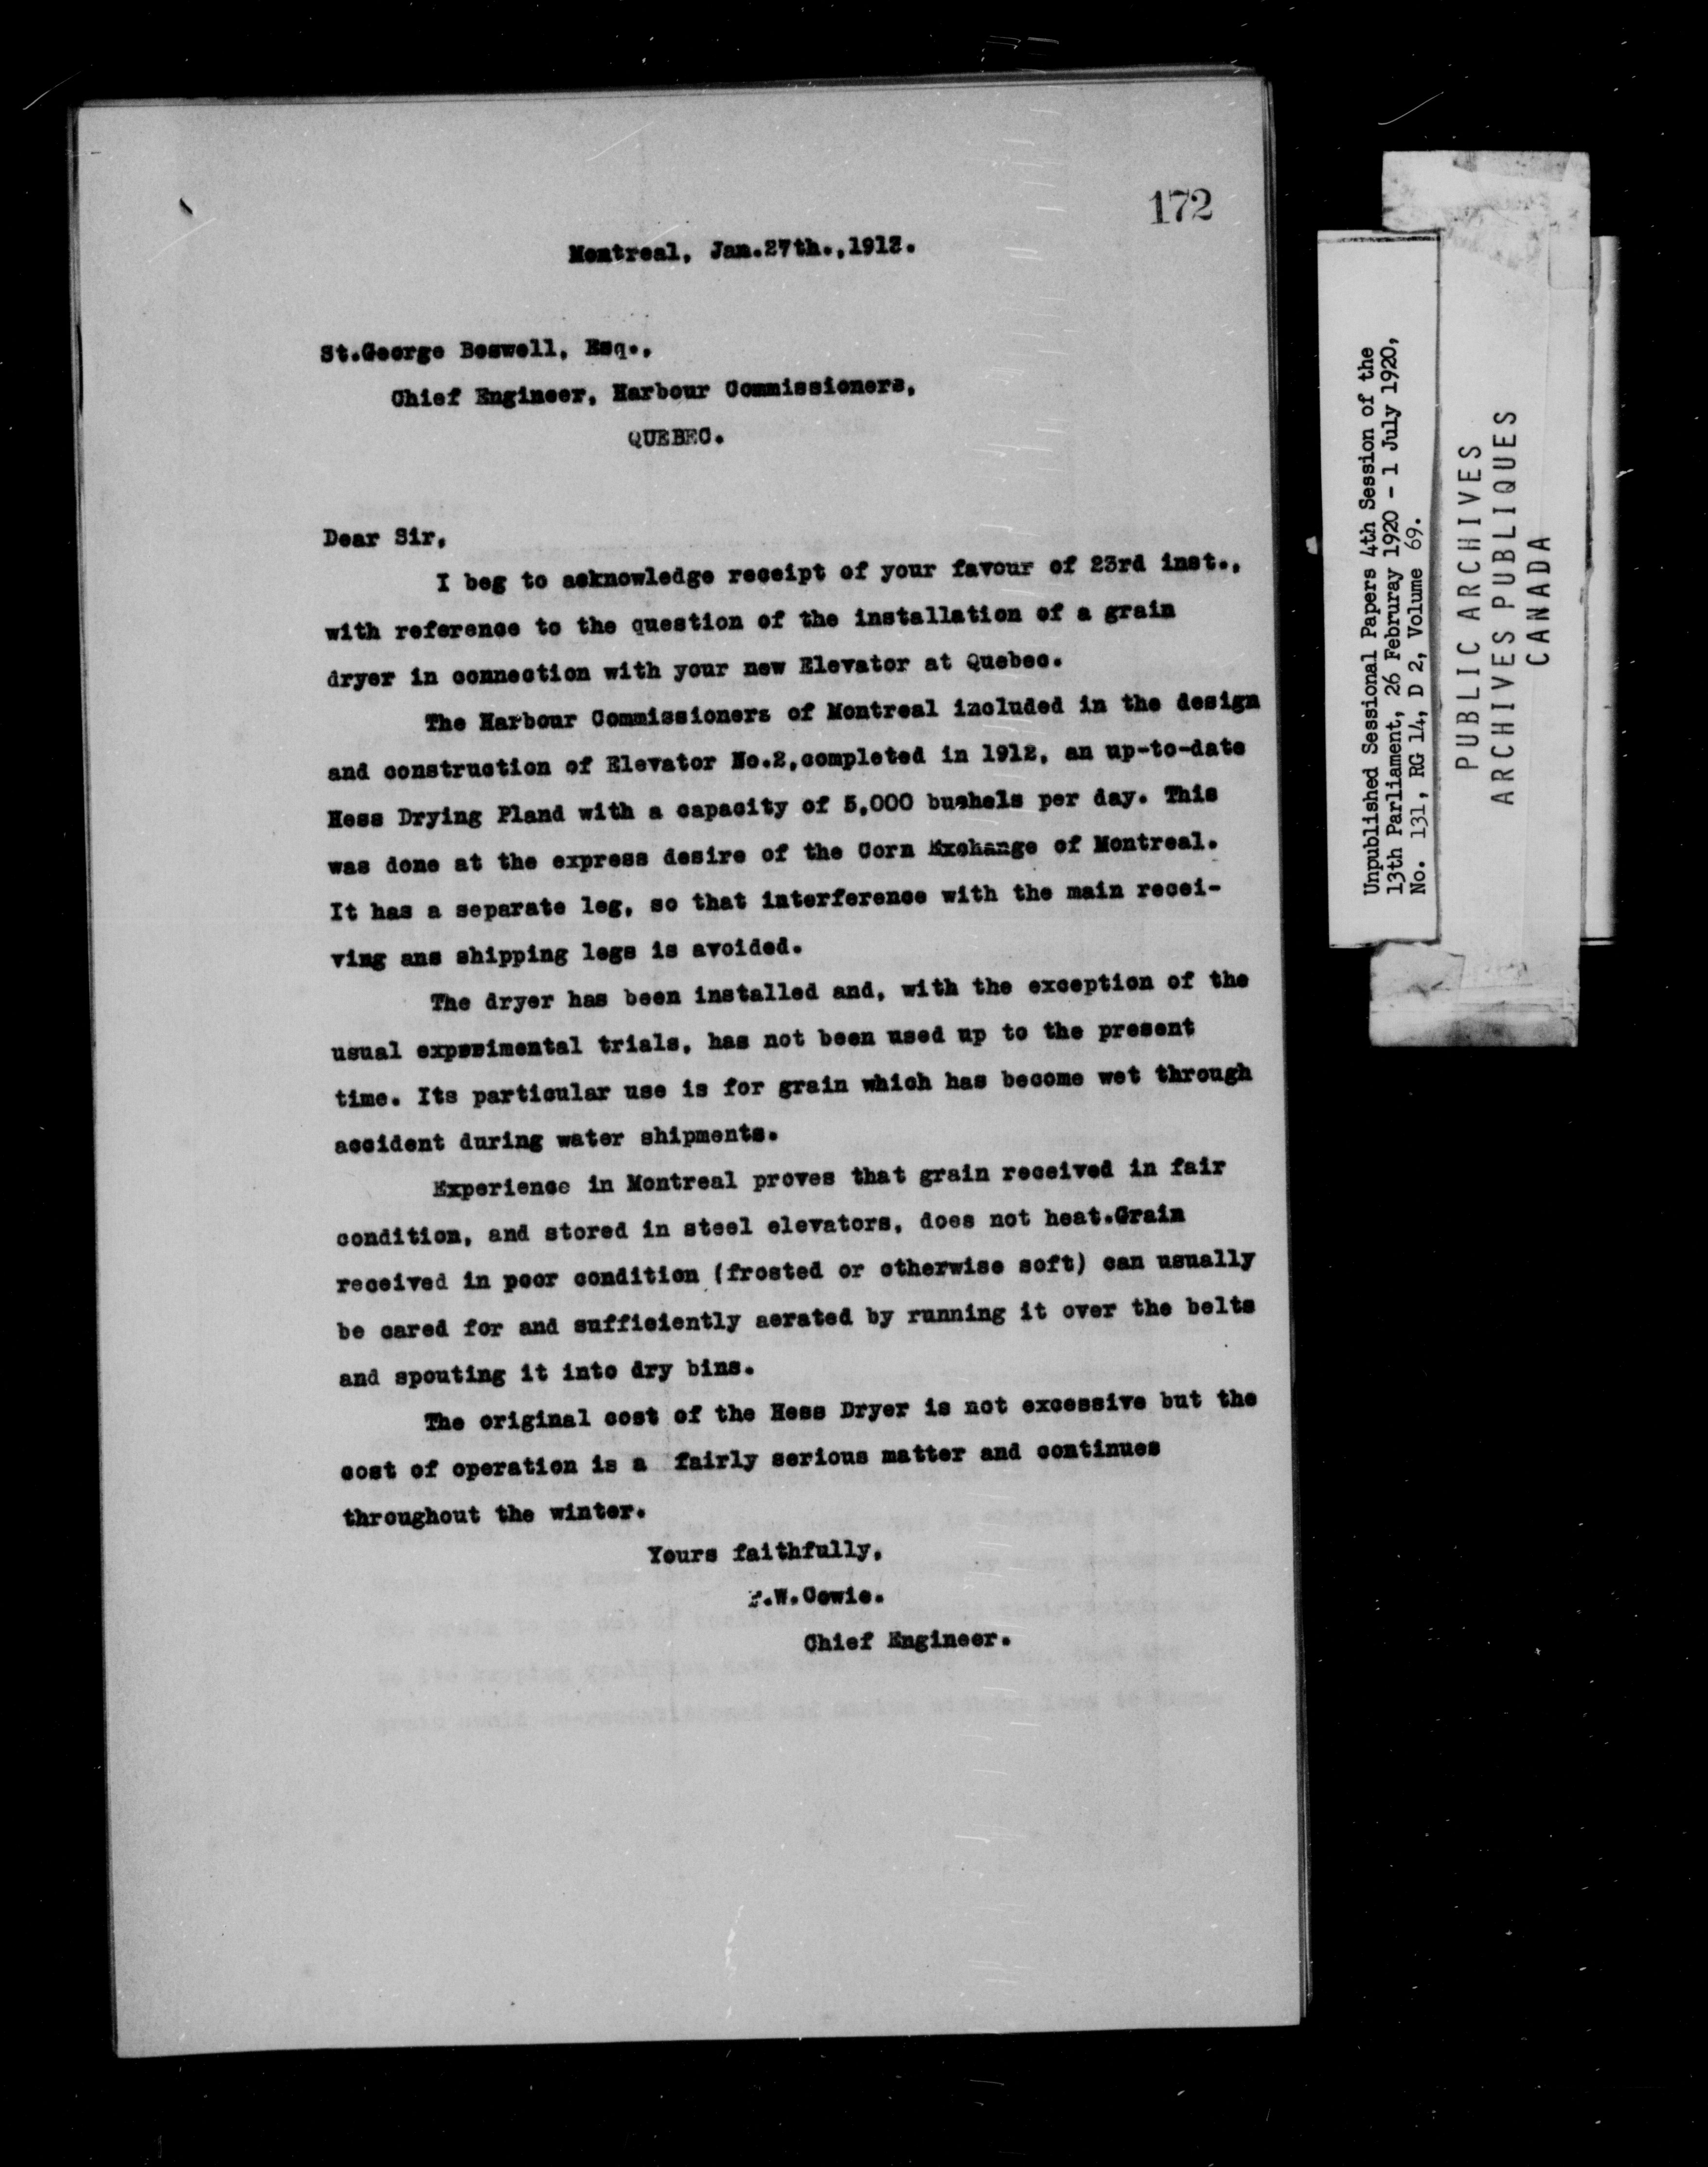 172
Montreal, Jan.27th.,1913.
St.George Boswell, Esq.,
Chief Engineer, Harbour Commissioners,
QUEBEC.
Dear Sir,
I beg to acknowledge receipt of your favour of 23rd inst.,
with reference to the question of the installation of a grain
dryer in connection with your new Elevator at Quebec.
The Harbour Commissioners of Montreal included in the design
and construction of Elevator No.2,completed in 1912, an up-to-date
Hess Drying Pland with a capacity of 5,000 bushels per day. This
was done at the express desire of the Corn Exchange of Montreal.
It has a separate leg, so that interference with the main recei-
ving ans shipping legs is avoided.
The dryer has been installed and, with the exception of the
usual experimental trials, has not been used up to the present
time. Its particular use is for grain which has become wet through
accident during water shipments.
Experience in Montreal proves that grain received in fair
condition, and stored in steel elevators, does not heat.Grain
received in poor condition (frosted or otherwise soft) can usually
be cared for and sufficiently aerated by running it over the belts
and spouting it into dry bins.
The original cost of the Hess Dryer is not excessive but the
cost of operation is a fairly serious matter and continues
throughout the winter.
Yours faithfully,
F.W.Cowie.
Chief Engineer.
Unpublished Sessional Papers 4th Session of the
13th Parliament, 26 Februray 1920 - 1 July 1920,
No. 131, RG 14, D 2, Volume 69.
PUBLIC ARCHIVES
ARCHIVES PUBLIQUES
CANADA